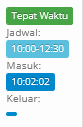 Tepat Waktu
Jadwal:
10:00-12:30
Masuk:
10:02:02
Keluar: